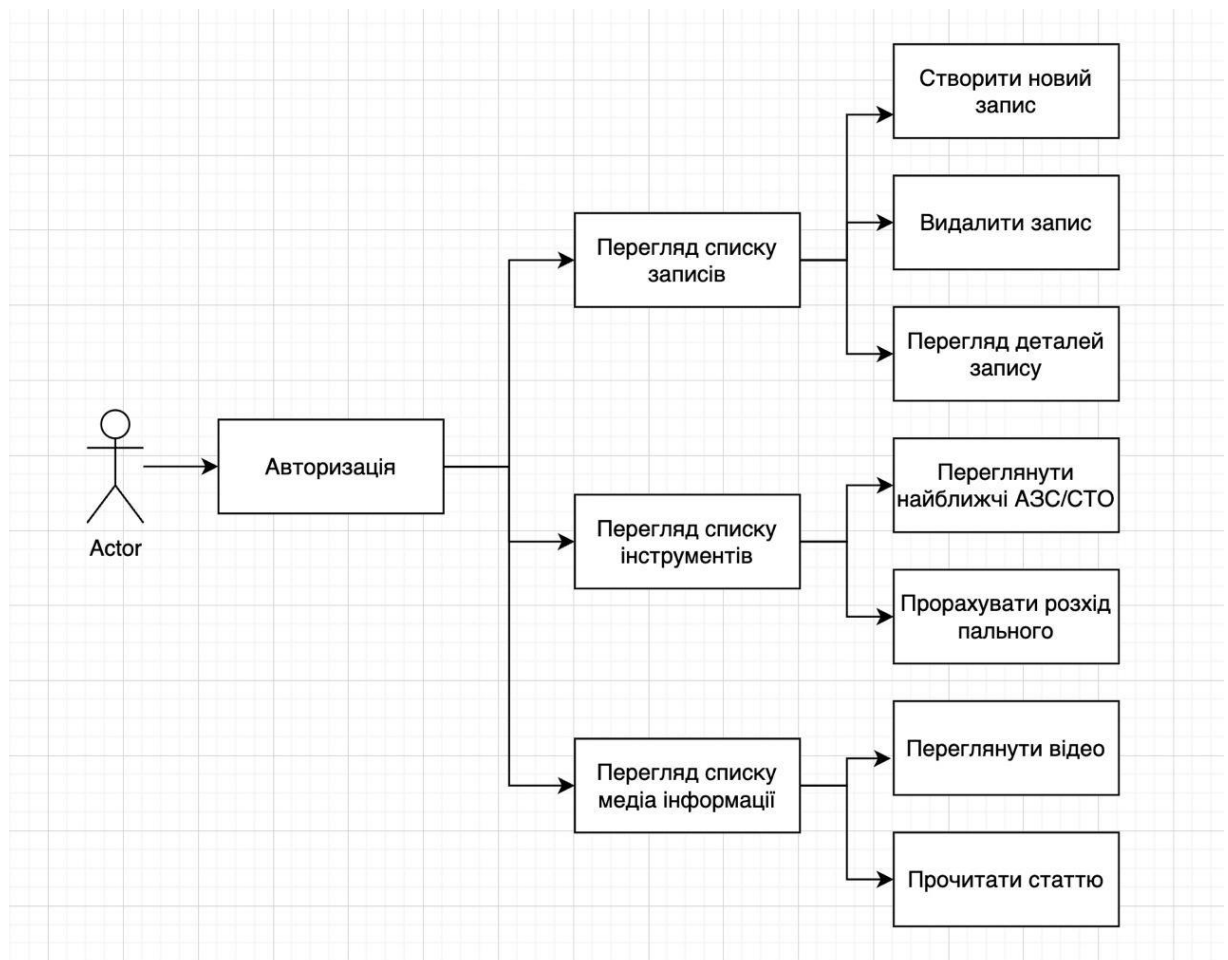 Створити новий
запис
Видалити запис
Перегляд списку
записів
Перегляд деталей
запису
Авторизація
Actor
Переглянути
найближчі АЗС/СТО
Перегляд списку
інструментів
Прорахувати розхід
пального
Переглянути відео
Перегляд списку
медіа інформації
Прочитати статтю